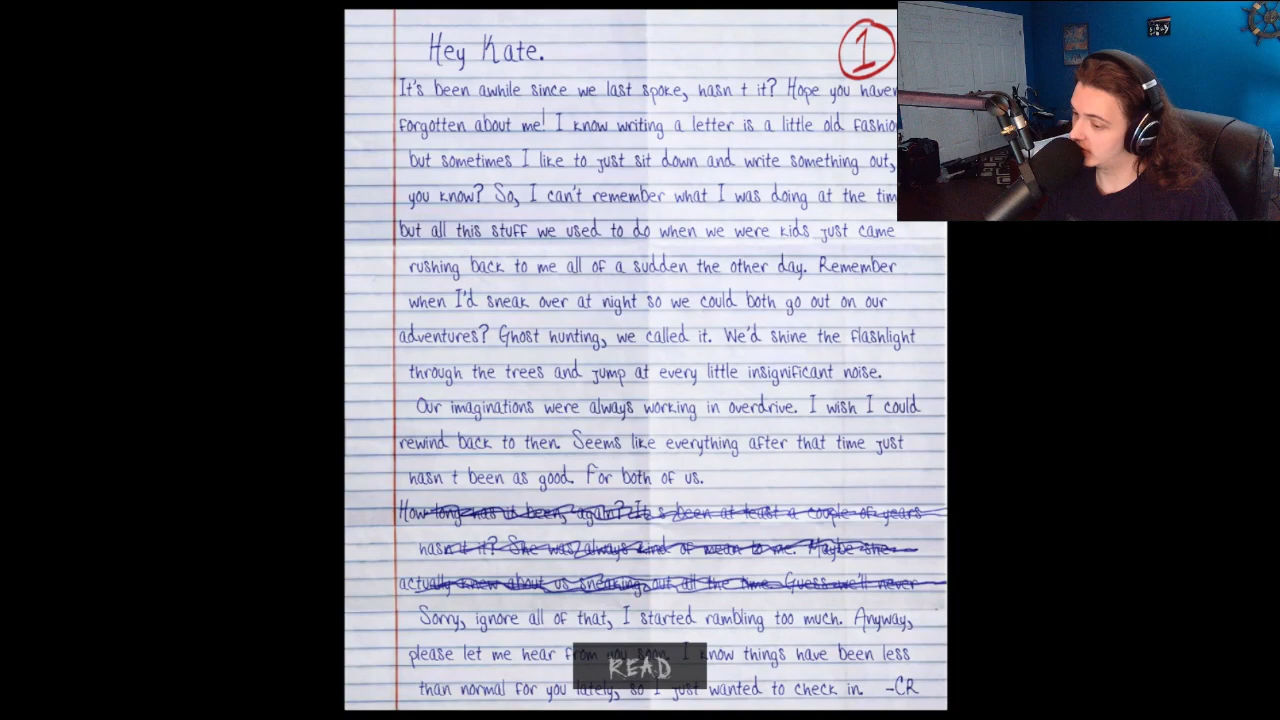 Hey Kate.
1
It's been awhile since we last spoke, hasn t it? Hope you haven
forgotten about me! I know writing a letter is a little old fashio
but sometimes I like to just sit down and write something out,
you know? So, I can't remember what I was doing at the tim
but all this stuff we used to do when we were kids just came
rushing back to me all of a sudden the other day. Remember
when I'd sneak over at night so we could both go out on our
adventures? Ghost hunting, we called it. We'd shine the flashlight
through the trees and jump at every little insignificant noise.
Our imaginations were always working in overdrive. I wish I could
rewind back to then. Seems like everything after that time just
hasn t been as good. For both of us.
How long has it been, again? It s been at least a couple of years
hasn t it? She was always kind of mean to me. Maybe she
actually knew about us sneaking out all the time. Guess we'll never
Sorry, ignore all of that, I started rambling too much. Anyway,
please let me hear from you soon. I know things have been less
than normal for you lately, so I just wanted to check in. -CR
READ